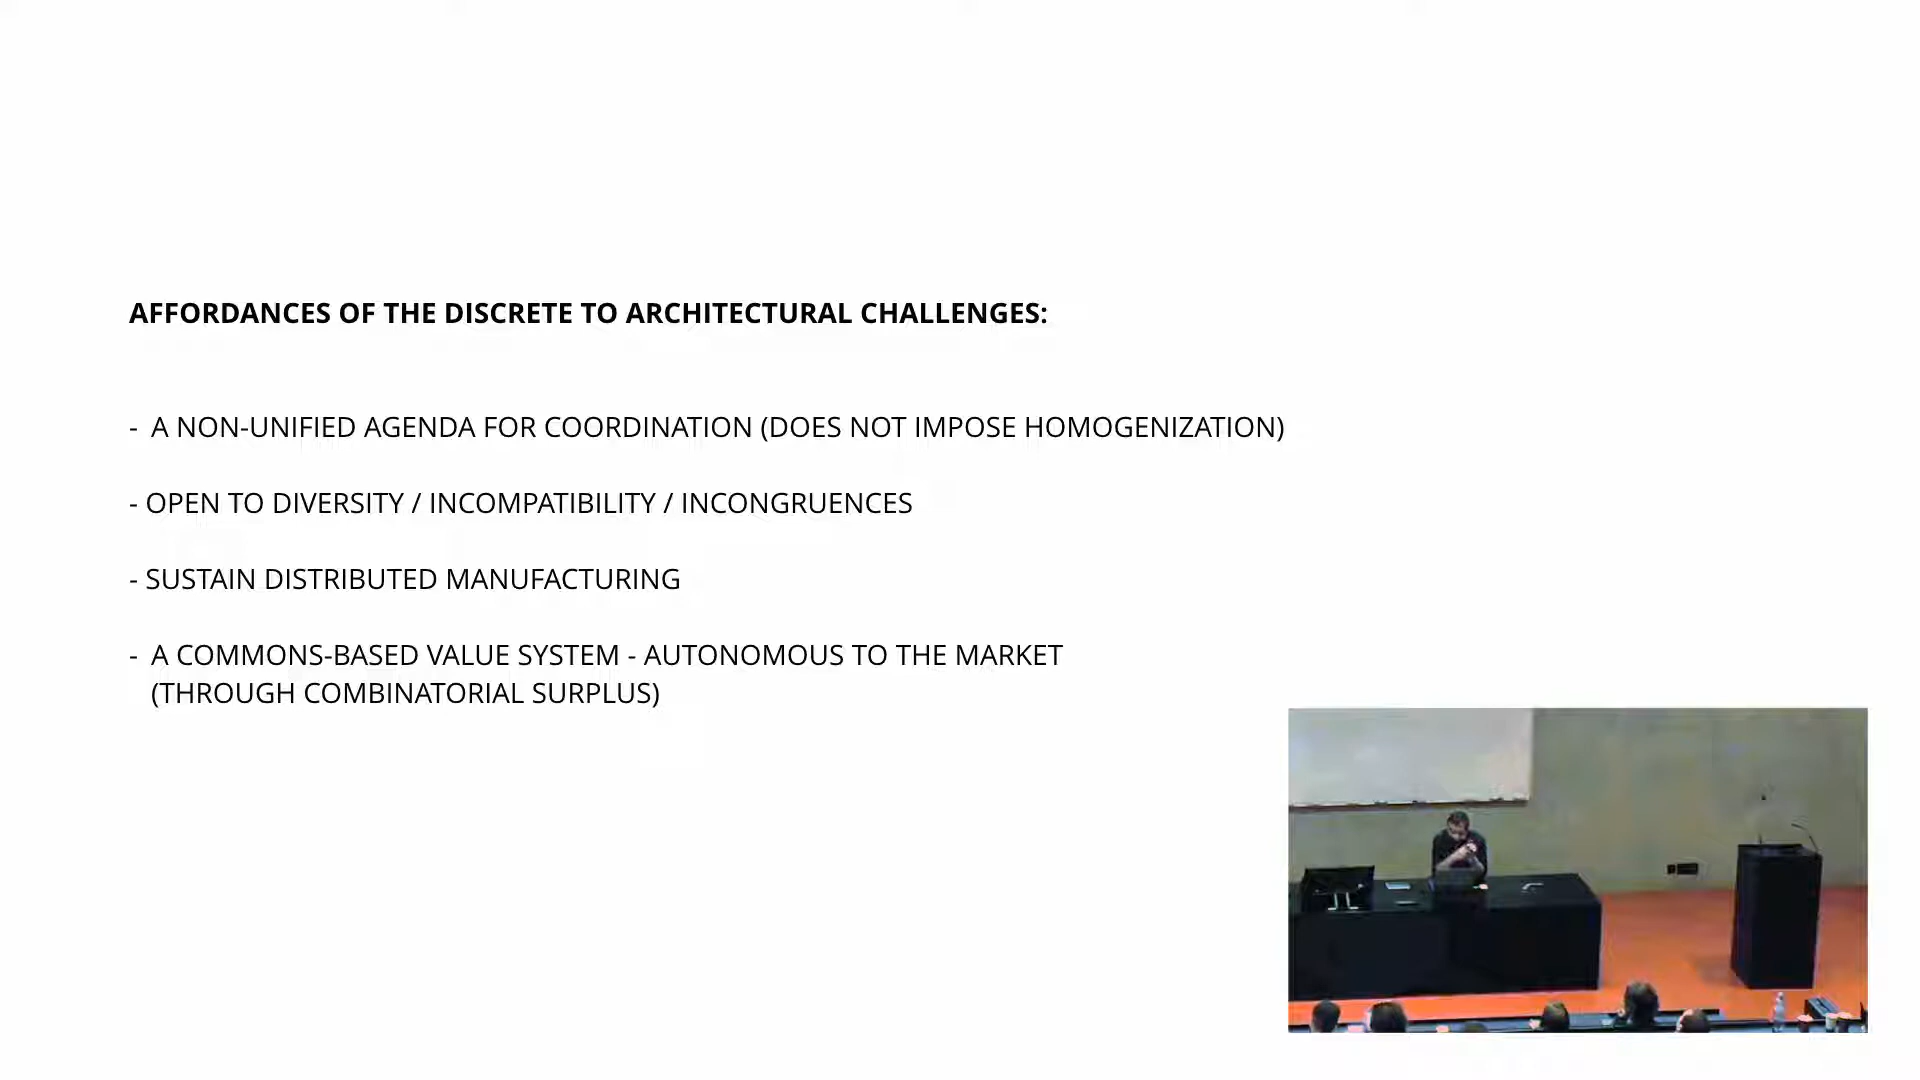 AFFORDANCES OF THE DISCRETE TO ARCHITECTURAL CHALLENGES:
- A NON-UNIFIED AGENDA FOR COORDINATION (DOES NOT IMPOSE HOMOGENIZATION)
- OPEN TO DIVERSITY / INCOMPATIBILITY / INCONGRUENCES
- SUSTAIN DISTRIBUTED MANUFACTURING
- A COMMONS-BASED VALUE SYSTEM - AUTONOMOUS TO THE MARKET
(THROUGH COMBINATORIAL SURPLUS)